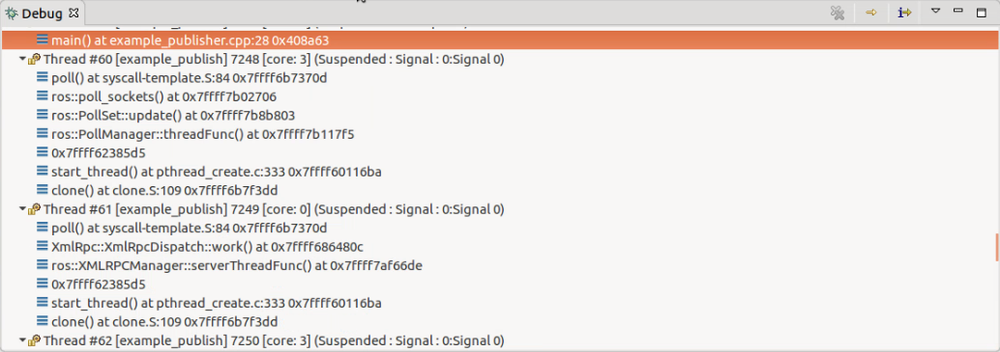 Debug
main() at example_publisher.cpp:28 0x408a63
Thread #60 [example_publish] 7248 [core: 3] (Suspended : Signal : 0:Signal 0)
poll() at syscall-template.S:84 0x7ffff6b7370d
ros::poll_sockets() at 0x7ffff7b02706
ros::PollSet::update() at 0x7ffff7b8b803
ros::PollManager::threadFunc() at 0x7ffff7b117f5
0x7ffff62385d5
start_thread() at pthread_create.c:333 0x7ffff60116ba
clone() at clone.S:109 0x7ffff6b7f3dd
Thread #61 [example_publish] 7249 [core: 0] (Suspended : Signal : 0:Signal 0)
poll() at syscall-template.S:84 0x7ffff6b7370d
XmlRpc::XmlRpcDispatch::work() at 0x7ffff686480c
ros::XMLRPCManager::serverThreadFunc() at 0x7ffff7af66de
0x7ffff62385d5
start_thread() at pthread_create.c:333 0x7ffff60116ba
clone() at clone.S:109 0x7ffff6b7f3dd
Thread #62 [example_publish] 7250 [core: 3] (Suspended : Signal : 0:Signal 0)